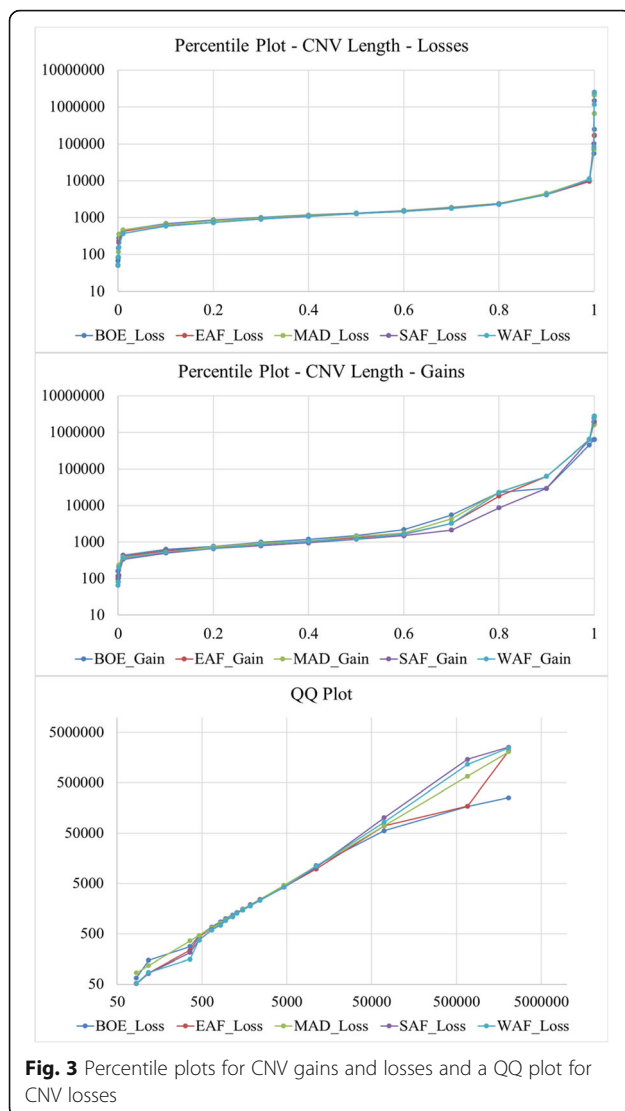 Percentile Plot - CNV Length - Losses
10000000
1000000
100000
10000
1000
100
10
0 0.2 0.4 0.6 0.8 1
BOE_Loss EAF_Loss MAD_Loss SAF_Loss WAF_Loss
Percentile Plot - CNV Length - Gains
10000000
1000000
100000
10000
1000
100
10
0 0.2 0.4 0.6 0.8 1
BOE_Gain EAF_Gain MAD_Gain SAF_Gain WAF_Gain
QQ Plot
5000000
500000
50000
5000
500
50
50 500 5000 50000 500000 5000000
BOE_Loss EAF_Loss MAD_Loss SAF_Loss WAF_Loss
Fig. 3 Percentile plots for CNV gains and losses and a QQ plot for
CNV losses